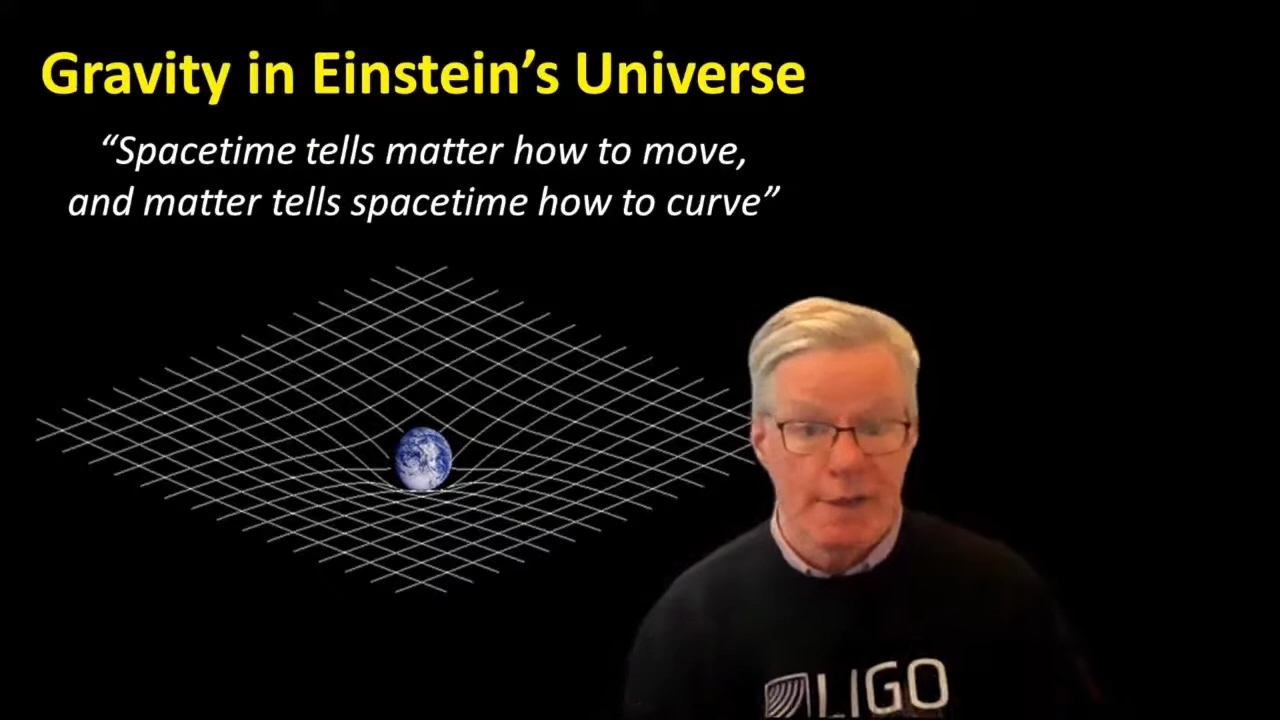 Gravity in Einstein’s Universe
“Spacetime tells matter how to move,
and matter tells spacetime how to curve”
LIGO